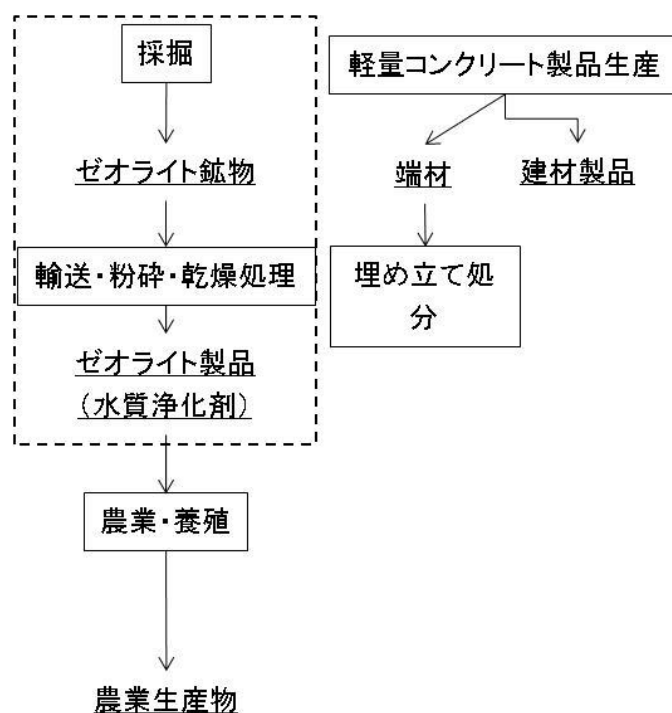 採掘
ゼオライト鉱物
輸送・粉砕・乾燥処理
ゼオライト製品
（水質浄化剤）
農業・養殖
農業生産物
軽量コンクリート製品生産
端材
建材製品
埋め立て処
分